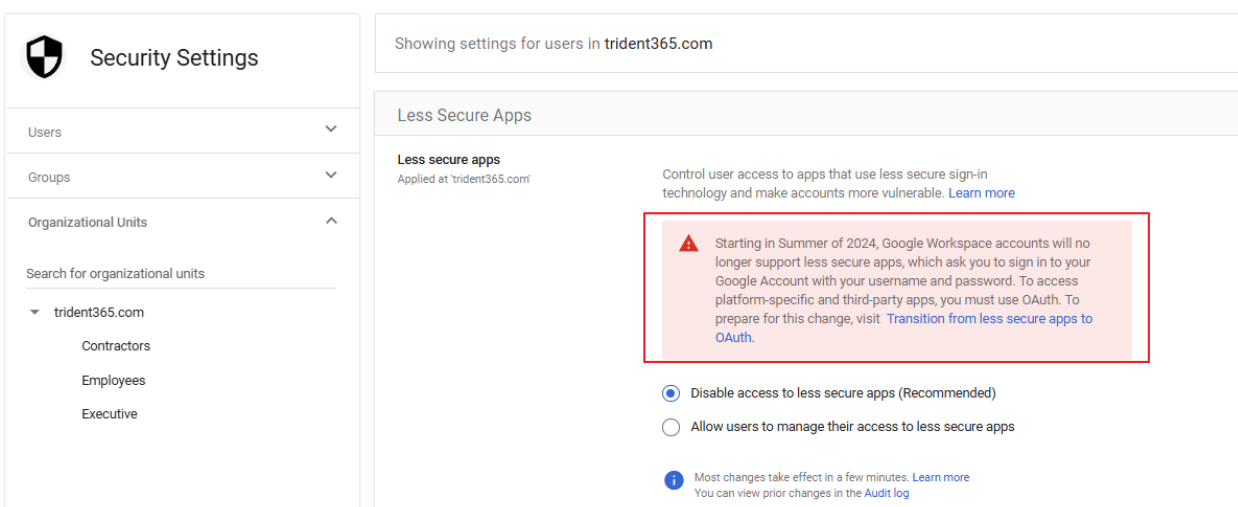 Security Settings
Users
Groups
Organizational Units
Search for organizational units
trident365.com
Contractors
Employees
Executive
Showing settings for users in trident365.com
Less Secure Apps
Less secure apps
Applied at 'trident365.com'
Control user access to apps that use less secure sign-in
technology and make accounts more vulnerable. Learn more
Starting in Summer of 2024, Google Workspace accounts will no
longer support less secure apps, which ask you to sign in to your
Google Account with your username and password. To access
platform-specific and third-party apps, you must use OAuth. To
prepare for this change, visit Transition from less secure apps to
OAuth.
Disable access to less secure apps (Recommended)
Allow users to manage their access to less secure apps
Most changes take effect in a few minutes. Learn more
You can view prior changes in the Audit log